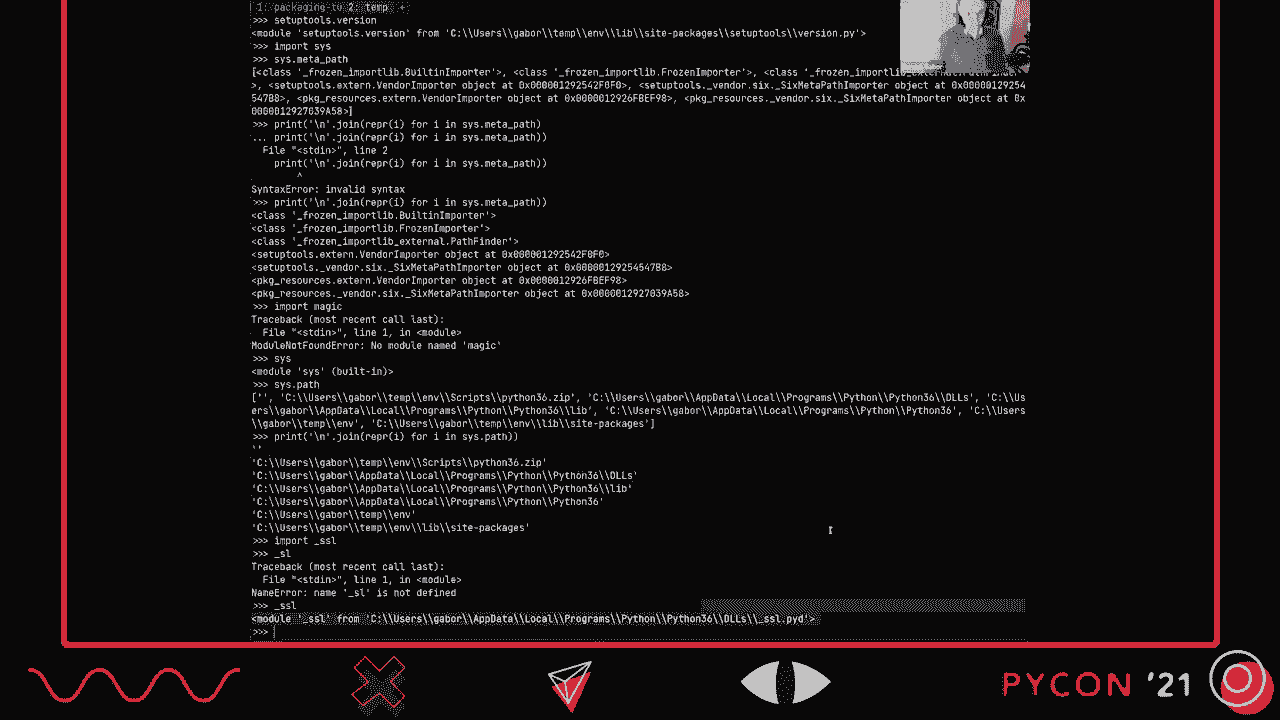 1: packaging-tu 2: temp +
>>> setuptools.version
<module 'setuptools.version' from 'C:\\Users\\gabor\\temp\\env\\lib\\site-packages\\setuptools\\version.py'>
>>> import sys
>>> sys.meta_path
[<class '_frozen_importlib.BuiltinImporter'>, <class '_frozen_importlib.FrozenImporter'>, <class '_frozen_importlib_external.PathFinder'
>, <setuptools.extern.VendorImporter object at 0x000001292542F0F0>, <setuptools._vendor.six._SixMetaPathImporter object at 0x00000129254
547B8>, <pkg_resources.extern.VendorImporter object at 0x0000012926FBEF98>, <pkg_resources._vendor.six._SixMetaPathImporter object at 0x
0000012927039A58>]
>>> print('\n'.join(repr(i) for i in sys.meta_path)
... print('\n'.join(repr(i) for i in sys.meta_path))
  File "<stdin>", line 2
    print('\n'.join(repr(i) for i in sys.meta_path))
        ^
SyntaxError: invalid syntax
>>> print('\n'.join(repr(i) for i in sys.meta_path))
<class '_frozen_importlib.BuiltinImporter'>
<class '_frozen_importlib.FrozenImporter'>
<class '_frozen_importlib_external.PathFinder'>
<setuptools.extern.VendorImporter object at 0x000001292542F0F0>
<setuptools._vendor.six._SixMetaPathImporter object at 0x00000129254547B8>
<pkg_resources.extern.VendorImporter object at 0x0000012926FBEF98>
<pkg_resources._vendor.six._SixMetaPathImporter object at 0x0000012927039A58>
>>> import magic
Traceback (most recent call last):
  File "<stdin>", line 1, in <module>
ModuleNotFoundError: No module named 'magic'
>>> sys
<module 'sys' (built-in)>
>>> sys.path
['', 'C:\\Users\\gabor\\temp\\env\\Scripts\\python36.zip', 'C:\\Users\\gabor\\AppData\\Local\\Programs\\Python\\Python36\\DLLs', 'C:\\Us
ers\\gabor\\AppData\\Local\\Programs\\Python\\Python36\\lib', 'C:\\Users\\gabor\\AppData\\Local\\Programs\\Python\\Python36', 'C:\\Users
\\gabor\\temp\\env', 'C:\\Users\\gabor\\temp\\env\\lib\\site-packages']
>>> print('\n'.join(repr(i) for i in sys.path))
''
'C:\\Users\\gabor\\temp\\env\\Scripts\\python36.zip'
'C:\\Users\\gabor\\AppData\\Local\\Programs\\Python\\Python36\\DLLs'
'C:\\Users\\gabor\\AppData\\Local\\Programs\\Python\\Python36\\lib'
'C:\\Users\\gabor\\AppData\\Local\\Programs\\Python\\Python36'
'C:\\Users\\gabor\\temp\\env'
'C:\\Users\\gabor\\temp\\env\\lib\\site-packages'
>>> import _ssl
>>> _sl
Traceback (most recent call last):
  File "<stdin>", line 1, in <module>
NameError: name '_sl' is not defined
>>> _ssl
<module '_ssl' from 'C:\\Users\\gabor\\AppData\\Local\\Programs\\Python\\Python36\\DLLs\\_ssl.pyd'>
>>>
PYCON '21